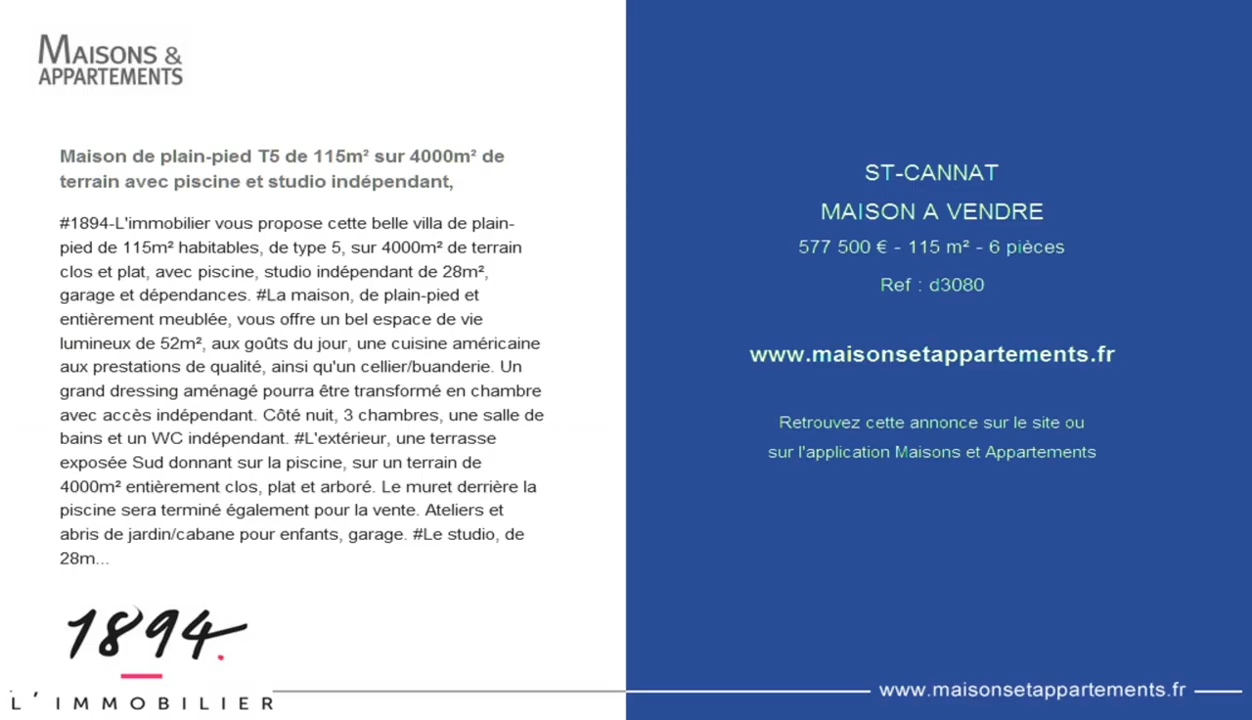 MAISONS &
APPARTEMENTS
Maison de plain-pied T5 de 115m² sur 4000m² de
terrain avec piscine et studio indépendant,
#1894-L'immobilier vous propose cette belle villa de plain-
pied de 115m² habitables, de type 5, sur 4000m² de terrain
clos et plat, avec piscine, studio indépendant de 28m²,
garage et dépendances. #La maison, de plain-pied et
entièrement meublée, vous offre un bel espace de vie
lumineux de 52m², aux goûts du jour, une cuisine américaine
aux prestations de qualité, ainsi qu'un cellier/buanderie. Un
grand dressing aménagé pourra être transformé en chambre
avec accès indépendant. Côté nuit, 3 chambres, une salle de
bains et un WC indépendant. #L'extérieur, une terrasse
exposée Sud donnant sur la piscine, sur un terrain de
4000m² entièrement clos, plat et arboré. Le muret derrière la
piscine sera terminé également pour la vente. Ateliers et
abris de jardin/cabane pour enfants, garage. #Le studio, de
28m...
1894.
L'IMMOBILIER
ST-CANNAT
MAISON A VENDRE
577 500 € - 115 m² - 6 pièces
Ref : d3080
www.maisonsetappartements.fr
Retrouvez cette annonce sur le site ou
sur l'application Maisons et Appartements
www.maisonsetappartements.fr